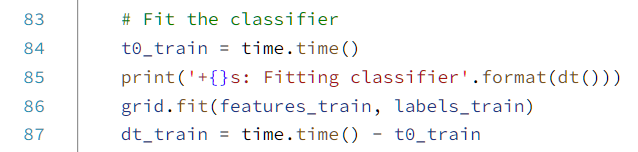 83 # Fit the classifier
84 t0_train = time.time()
85 print('+{}s: Fitting classifier'.format(dt()))
86 grid.fit(features_train, labels_train)
87 dt_train = time.time() - t0_train